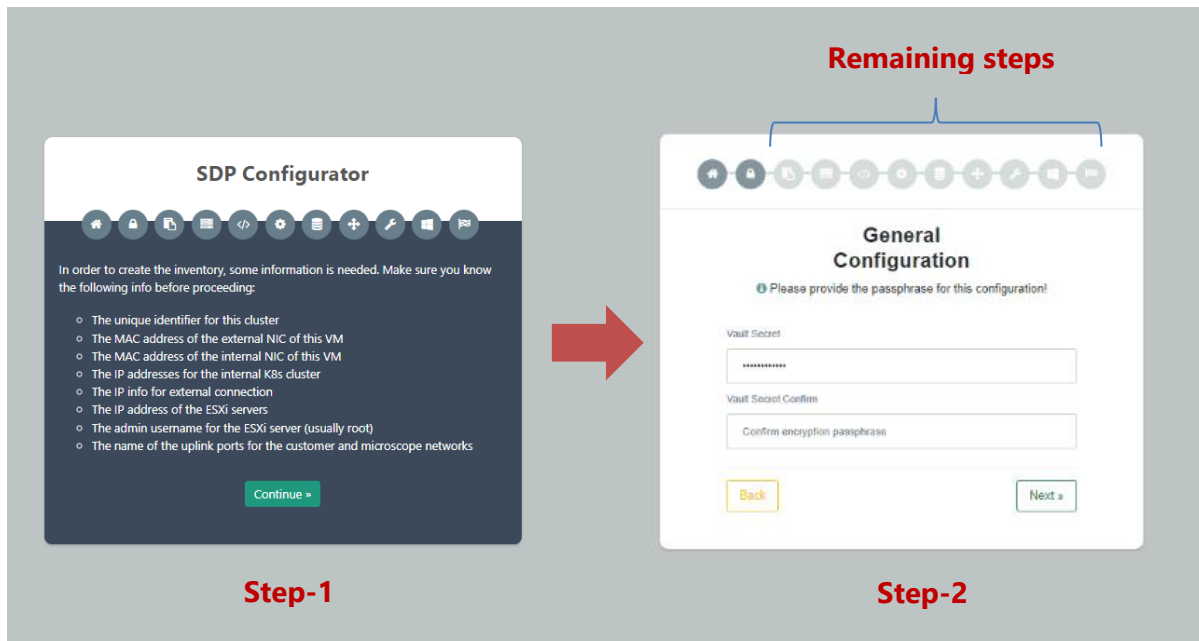 Remaining steps
SDP Configurator
In order to create the inventory, some information is needed. Make sure you know
the following info before proceeding:
The unique identifier for this cluster
The MAC address of the external NIC of this VM
The MAC address of the internal NIC of this VM
The IP addresses for the internal K8s cluster
The IP info for external connection
The IP address of the ESXi servers
The admin username for the ESXi server (usually root)
The name of the uplink ports for the customer and microscope networks
Continue »
Step-1
General
Configuration
Please provide the passphrase for this configuration!
Vault Secret
••••••••••••
Vault Secret Confirm
Confirm encryption passphrase
Back
Next »
Step-2